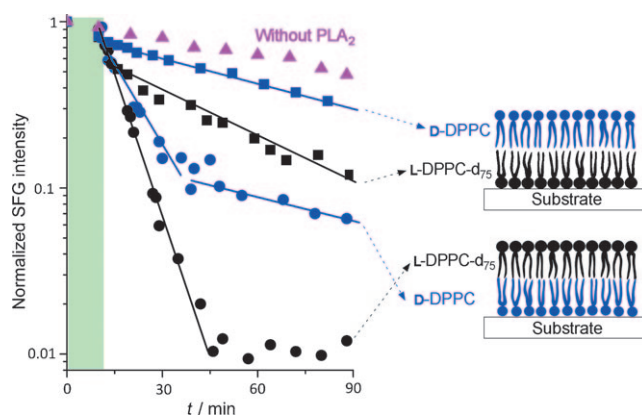 Normalized SFG intensity
1
0.1
0.01
0
30
60
90
t / min
Without PLA₂
D-DPPC
L-DPPC-d₇₅
Substrate
L-DPPC-d₇₅
D-DPPC
Substrate